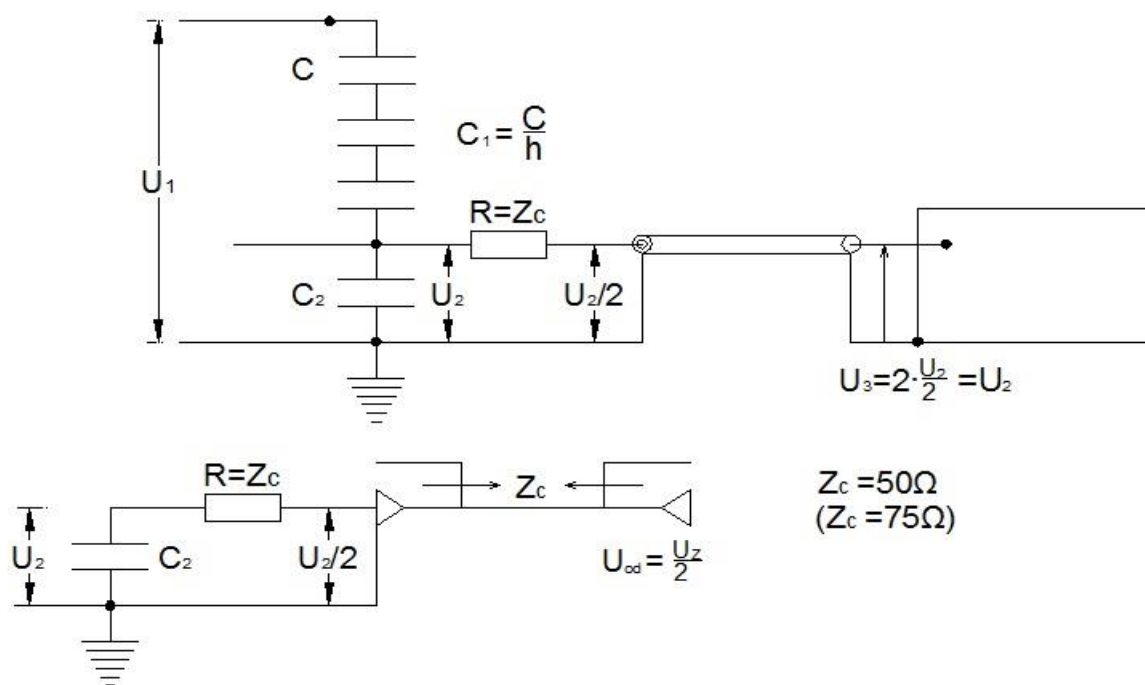 C
C₁ = C/h
U₁
R=Zc
C₂
U₂
U₂/2
U₃=2·U₂/2 =U₂
R=Zc
Zc
Zc =50Ω
(Zc =75Ω)
U₂
C₂
U₂/2
Uod = Uz/2